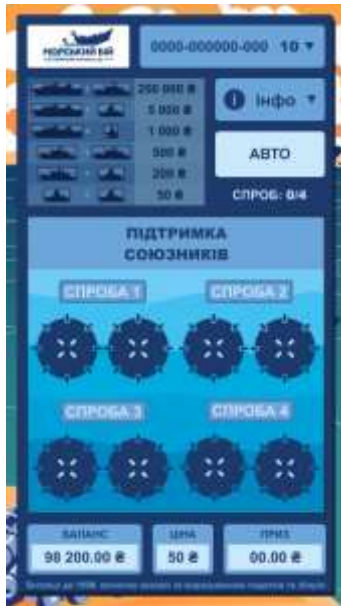 МОРСЬКИЙ БІЙ
0000-000000-000 10 ▼
250 000 ₴
5 000 ₴
1 000 ₴
500 ₴
200 ₴
50 ₴
Інфо ▼
АВТО
СПРОБ: 0/4
ПІДТРИМКА
СОЮЗНИКІВ
СПРОБА 1 СПРОБА 2
СПРОБА 3 СПРОБА 4
БАЛАНС ЦІНА ПРИЗ
98 200.00 ₴ 50 ₴ 00.00 ₴